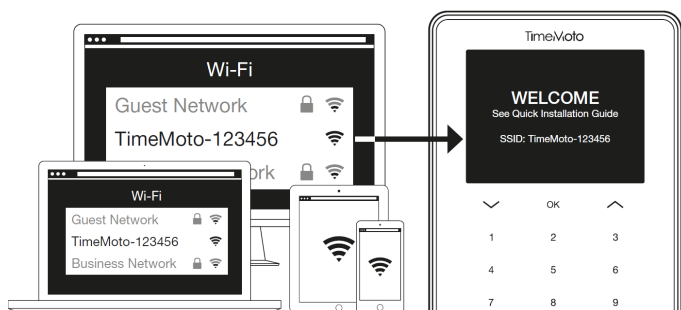 Wi-Fi
Guest Network
TimeMoto-123456
ork
Wi-Fi
Guest Network
TimeMoto-123456
Business Network
TimeMoto
WELCOME
See Quick Installation Guide
SSID: TimeMoto-123456
OK
1 2 3
4 5 6
7 8 9